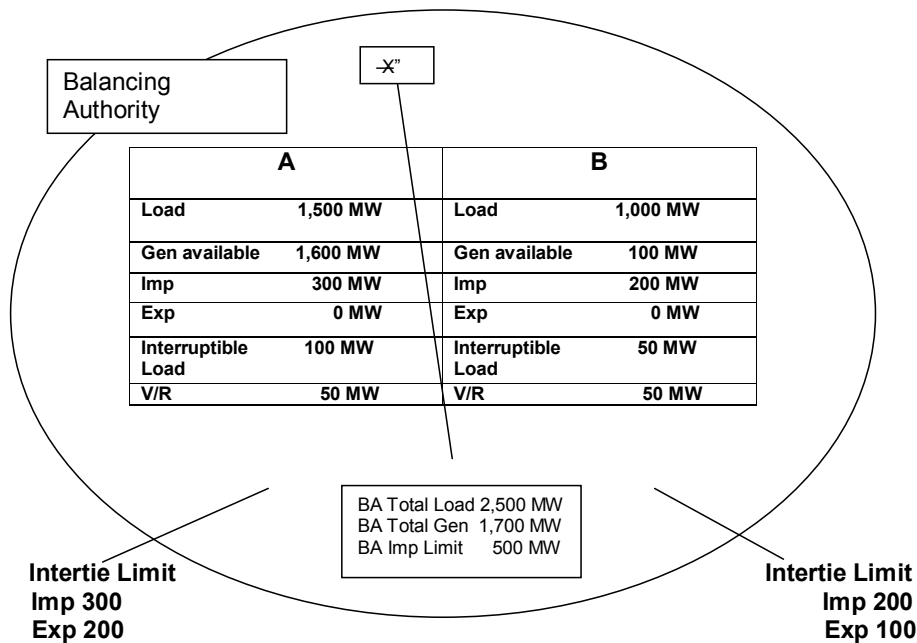 X”
Balancing
Authority
A B
Load 1,500 MW Load 1,000 MW
Gen available 1,600 MW Gen available 100 MW
Imp 300 MW Imp 200 MW
Exp 0 MW Exp 0 MW
Interruptible 100 MW Interruptible 50 MW
Load Load
V/R 50 MW V/R 50 MW
BA Total Load 2,500 MW
BA Total Gen 1,700 MW
BA Imp Limit 500 MW
Intertie Limit
Imp 300
Exp 200
Intertie Limit
Imp 200
Exp 100